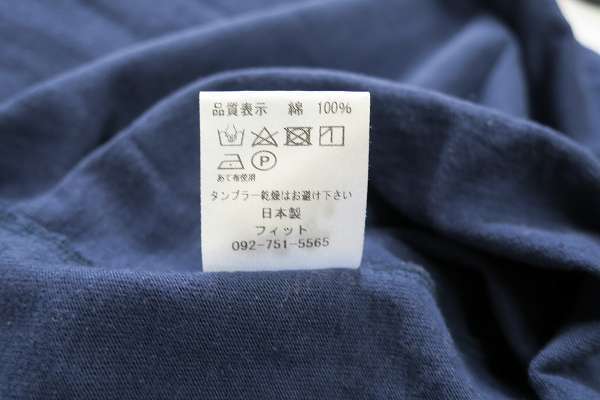 品質表示 綿 100%
P
あて布使用
タンブラー乾燥はお避け下さい
日本製
フィット
092-751-5565